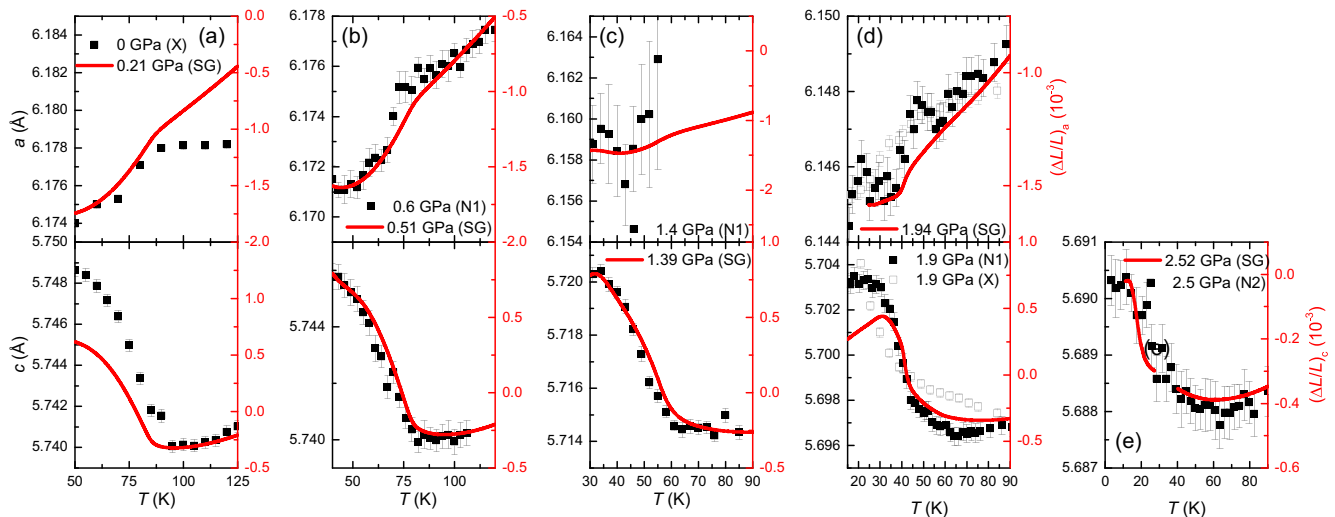 (a)
0 GPa (X)
0.21 GPa (SG)
6.184
6.182
6.180
6.178
6.176
6.174
a (Å)
0.0
-0.5
-1.0
-1.5
-2.0
(b)
0.6 GPa (N1)
0.51 GPa (SG)
6.178
6.176
6.174
6.172
6.170
-0.5
-1.0
-1.5
-2.0
(c)
1.4 GPa (N1)
6.164
6.162
6.160
6.158
6.156
6.154
0
-1
-2
(d)
1.94 GPa (SG)
6.150
6.148
6.146
6.144
-1.0
-1.5
(ΔL/L)a (10-3)
5.750
5.748
5.746
5.744
5.742
5.740
c (Å)
1.0
0.5
0.0
-0.5
50 75 100 125
T (K)
5.744
5.740
1.0
0.5
0.0
-0.5
50 75 100
T (K)
1.39 GPa (SG)
5.720
5.718
5.716
5.714
1.0
0.5
0.0
-0.5
30 40 50 60 70 80 90
T (K)
1.9 GPa (N1)
1.9 GPa (X)
5.704
5.702
5.700
5.698
5.696
1.0
0.5
0.0
-0.5
20 30 40 50 60 70 80 90
T (K)
2.52 GPa (SG)
2.5 GPa (N2)
(e)
5.691
5.690
5.689
5.688
5.687
0.0
-0.2
-0.4
-0.6
(ΔL/L)c (10-3)
0 20 40 60 80
T (K)